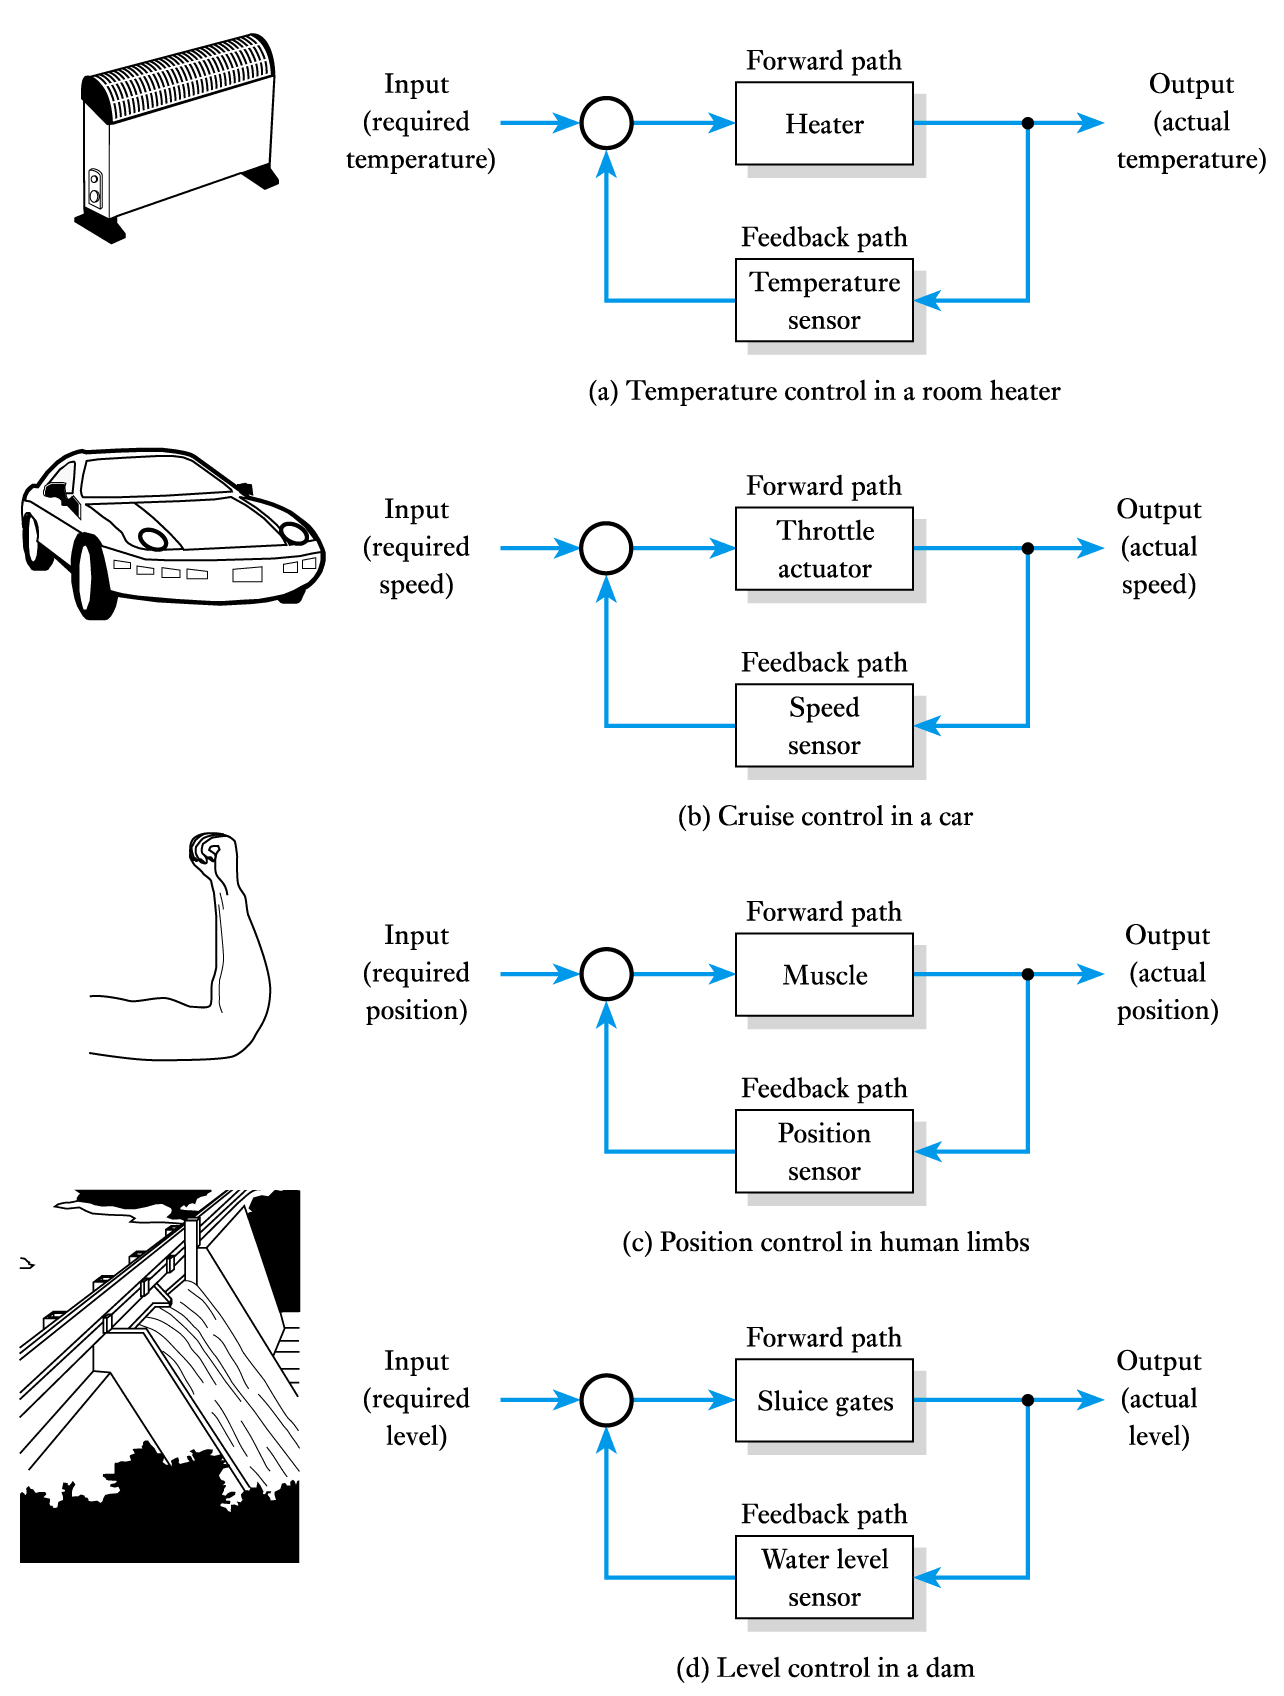 Forward path
Input
(required
temperature)
Heater
Output
(actual
temperature)
Feedback path
Temperature
sensor
(a) Temperature control in a room heater
Forward path
Input
(required
speed)
Throttle
actuator
Output
(actual
speed)
Feedback path
Speed
sensor
(b) Cruise control in a car
Forward path
Input
(required
position)
Muscle
Output
(actual
position)
Feedback path
Position
sensor
(c) Position control in human limbs
Forward path
Input
(required
level)
Sluice gates
Output
(actual
level)
Feedback path
Water level
sensor
(d) Level control in a dam